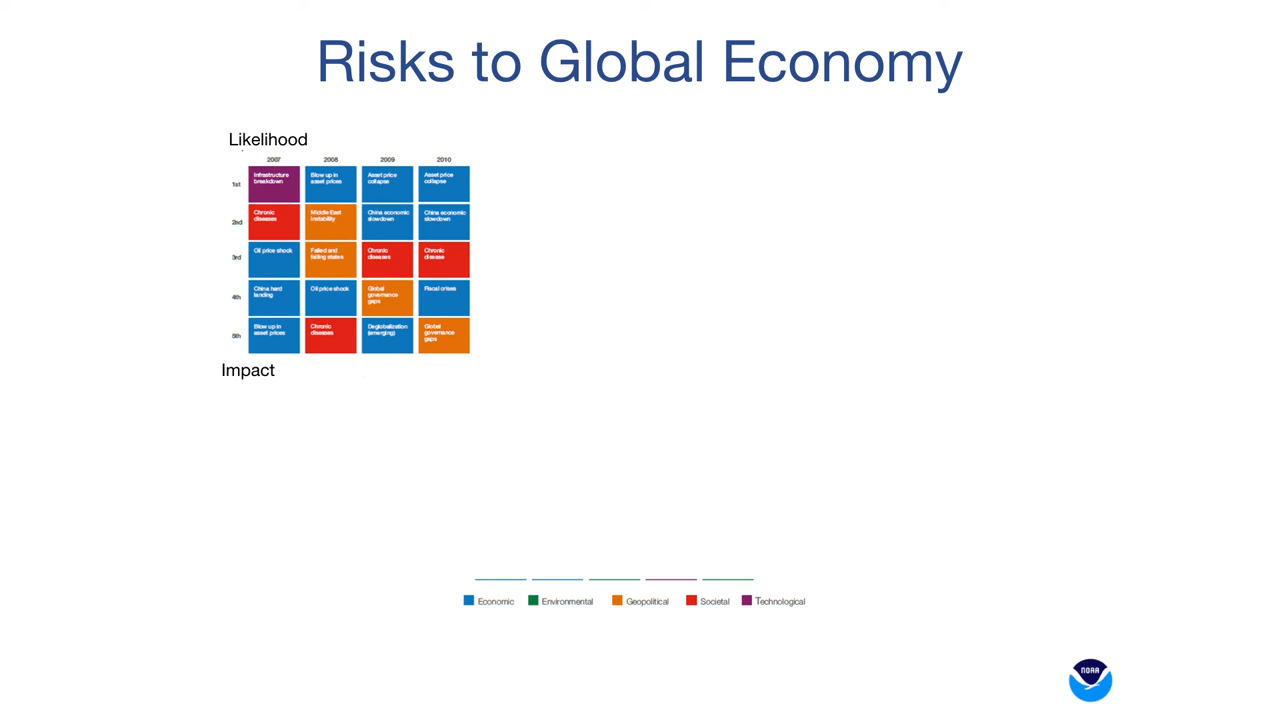 Risks to Global Economy
Likelihood
2007 2008 2009 2010
1st
Infrastructure
breakdown
Blow up in
asset prices
Asset price
collapse
Asset price
collapse
2nd
Chronic
diseases
Middle East
instability
China economic
slowdown
China economic
slowdown
3rd
Oil price shock
Failed and
failing states
Chronic
diseases
Chronic
disease
4th
China hard
landing
Oil price shock
Global
governance
gaps
Fiscal crises
5th
Blow up in
asset prices
Chronic
diseases
Deglobalization
(emerging)
Global
governance
gaps
Impact
Economic Environmental Geopolitical Societal Technological
NOAA